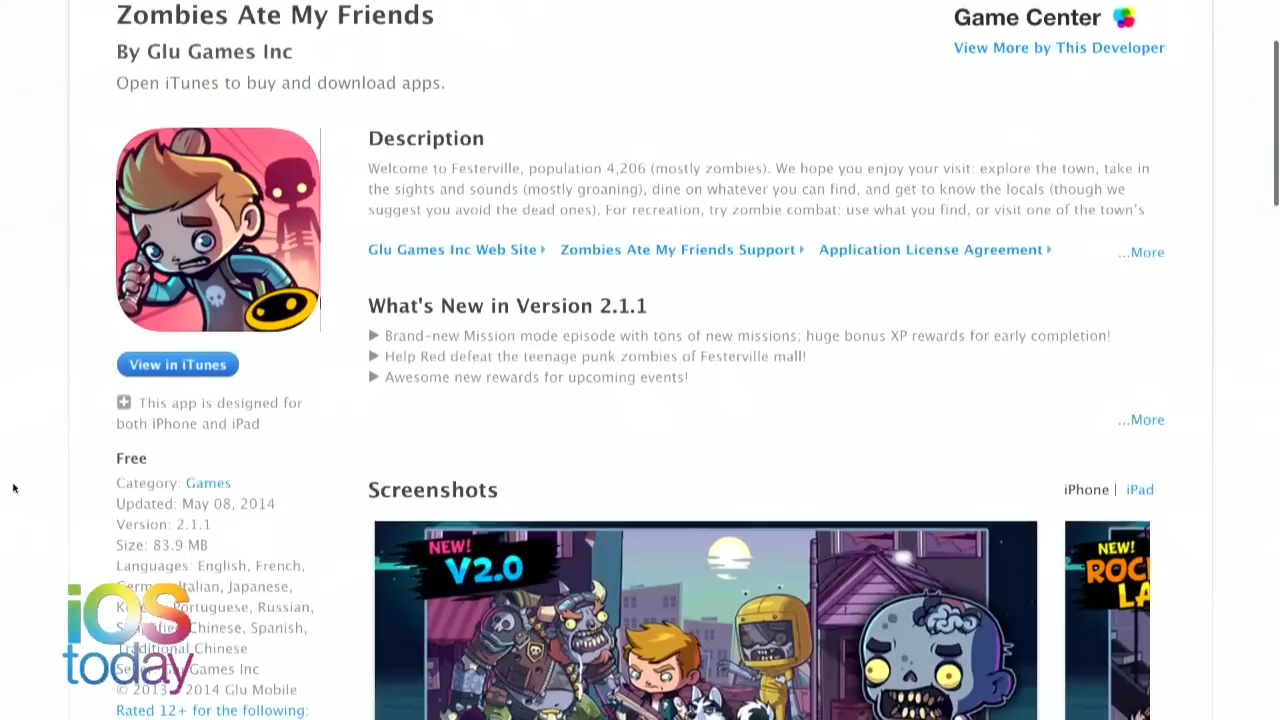 Zombies Ate My Friends
By Glu Games Inc
Open iTunes to buy and download apps.
Game Center
View More by This Developer
Description
Welcome to Festerville, population 4,206 (mostly zombies). We hope you enjoy your visit: explore the town, take in
the sights and sounds (mostly groaning), dine on whatever you can find, and get to know the locals (though we
suggest you avoid the dead ones). For recreation, try zombie combat: use what you find, or visit one of the town's
Glu Games Inc Web Site
Zombies Ate My Friends Support
Application License Agreement
...More
What's New in Version 2.1.1
▶ Brand-new Mission mode episode with tons of new missions; huge bonus XP rewards for early completion!
▶ Help Red defeat the teenage punk zombies of Festerville mall!
▶ Awesome new rewards for upcoming events!
...More
View in iTunes
This app is designed for
both iPhone and iPad
Free
Category: Games
Updated: May 08, 2014
Version: 2.1.1
Size: 83.9 MB
Languages: English, French,
Italian, Japanese,
Portuguese, Russian,
Chinese, Spanish,
Traditional Chinese
Games Inc
© 2013 2014 Glu Mobile
Rated 12+ for the following:
Screenshots
iPhone | iPad
NEW!
V2.0
NEW!
ROC
LA
iOS
today